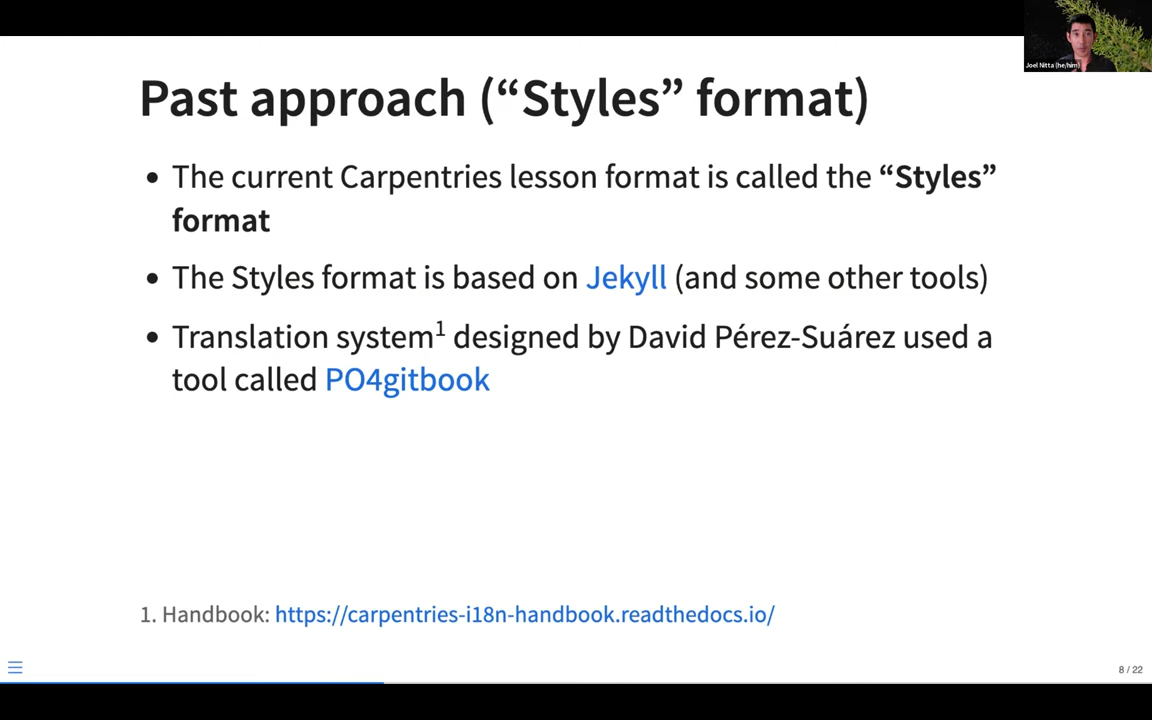 Joel Nitta (he/him)
Past approach (“Styles” format)
• The current Carpentries lesson format is called the “Styles”
format
• The Styles format is based on Jekyll (and some other tools)
• Translation system1 designed by David Pérez-Suárez used a
tool called PO4gitbook
1. Handbook: https://carpentries-i18n-handbook.readthedocs.io/
8 / 22